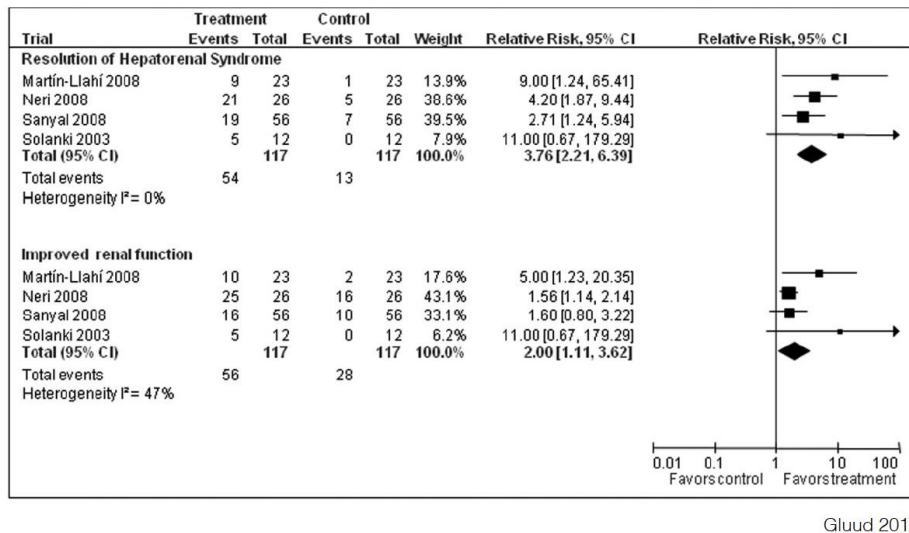 Treatment Control
Trial Events Total Events Total Weight Relative Risk, 95% CI Relative Risk, 95% CI
Resolution of Hepatorenal Syndrome
Martín-Llahí 2008 9 23 1 23 13.9% 9.00 [1.24, 65.41]
Neri 2008 21 26 5 26 38.6% 4.20 [1.87, 9.44]
Sanyal 2008 19 56 7 56 39.5% 2.71 [1.24, 5.94]
Solanki 2003 5 12 0 12 7.9% 11.00 [0.67, 179.29]
Total (95% CI) 117 117 100.0% 3.76 [2.21, 6.39]
Total events 54 13
Heterogeneity I² = 0%
Improved renal function
Martín-Llahí 2008 10 23 2 23 17.6% 5.00 [1.23, 20.35]
Neri 2008 25 26 16 26 43.1% 1.56 [1.14, 2.14]
Sanyal 2008 16 56 10 56 33.1% 1.60 [0.80, 3.22]
Solanki 2003 5 12 0 12 6.2% 11.00 [0.67, 179.29]
Total (95% CI) 117 117 100.0% 2.00 [1.11, 3.62]
Total events 56 28
Heterogeneity I² = 47%
0.01 0.1 1 10 100
Favors control Favors treatment
Gluud 201